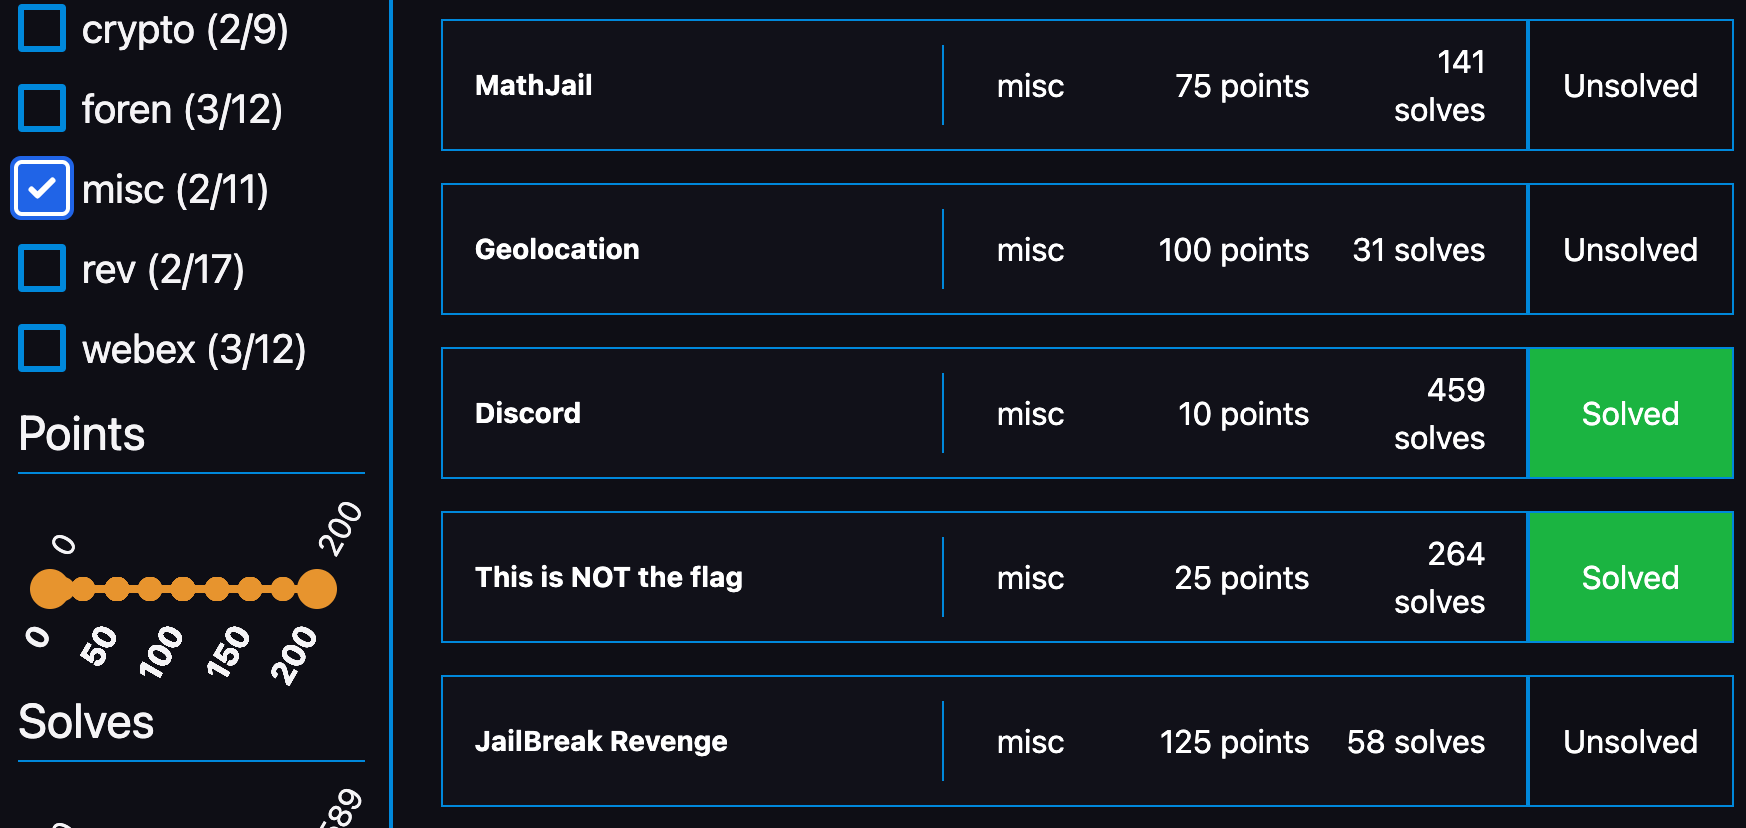 crypto (2/9)
foren (3/12)
misc (2/11)
rev (2/17)
webex (3/12)
Points
0
200
0
50
100
150
200
Solves
MathJail
misc
75 points
141
solves
Unsolved
Geolocation
misc
100 points
31 solves
Unsolved
Discord
misc
10 points
459
solves
Solved
This is NOT the flag
misc
25 points
264
solves
Solved
JailBreak Revenge
misc
125 points
58 solves
Unsolved